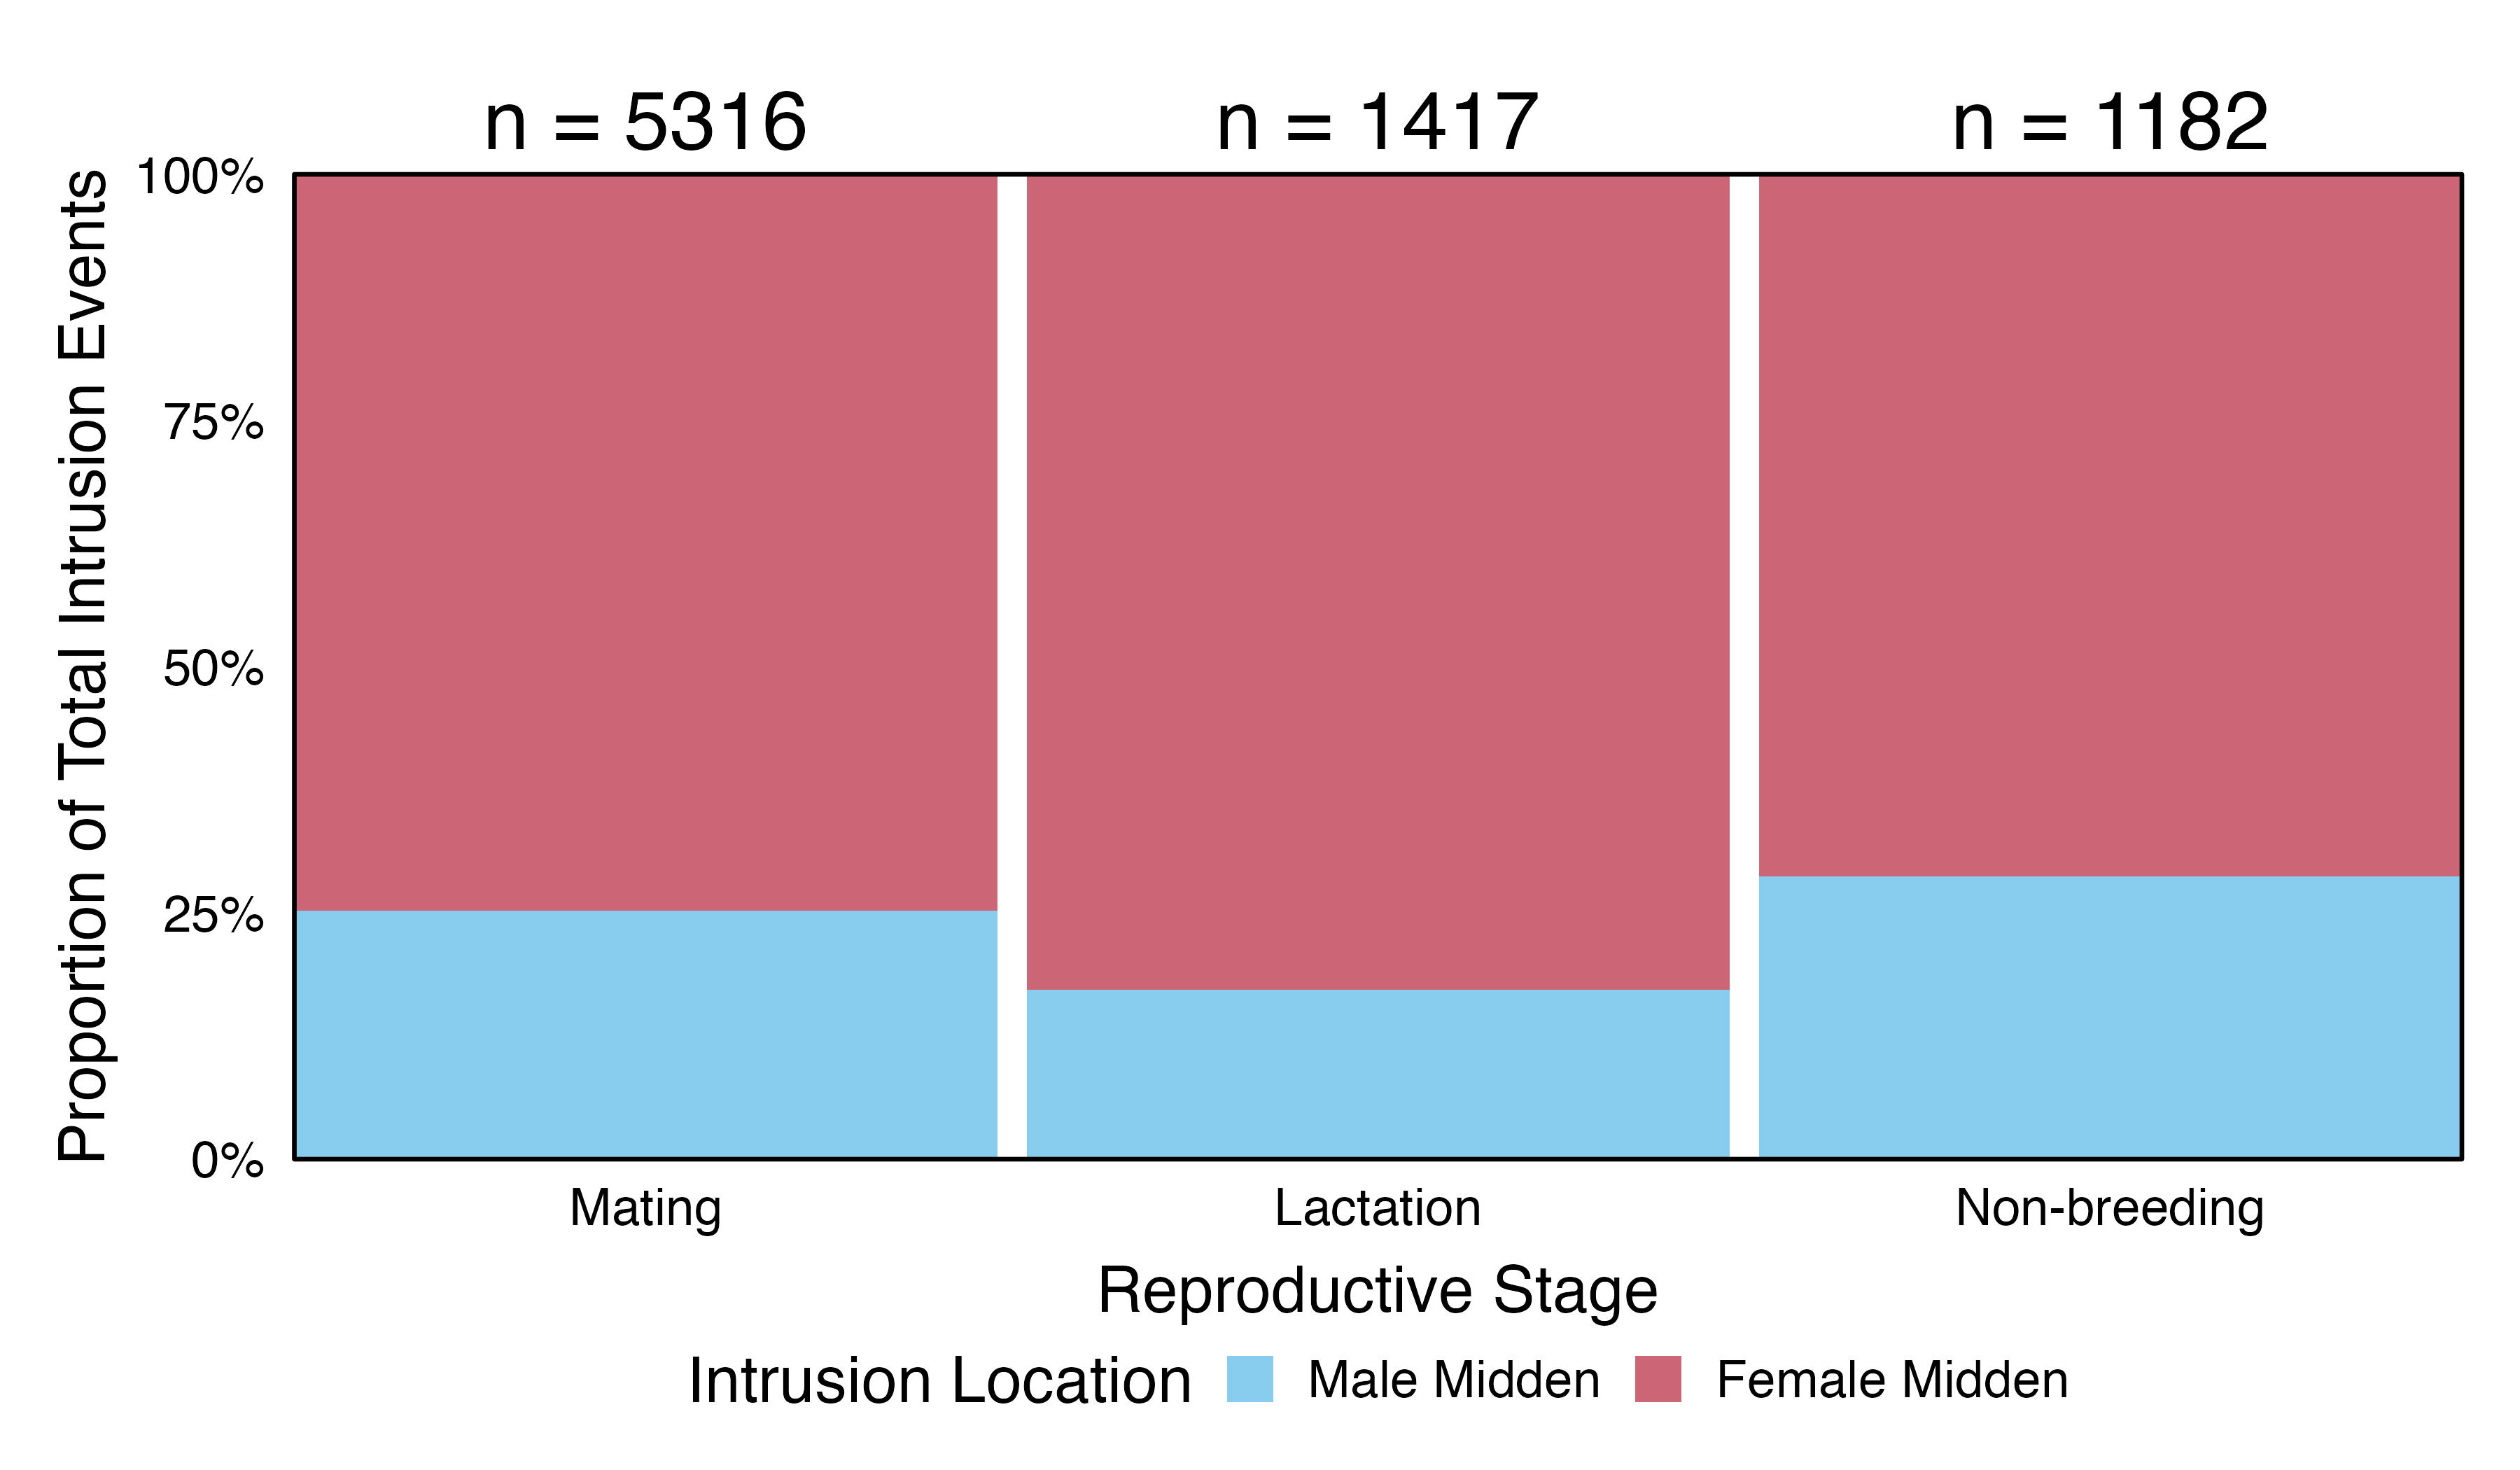 n = 5316 n = 1417 n = 1182
Proportion of Total Intrusion Events
100%
75%
50%
25%
0%
Mating Lactation Non-breeding
Reproductive Stage
Intrusion Location Male Midden Female Midden